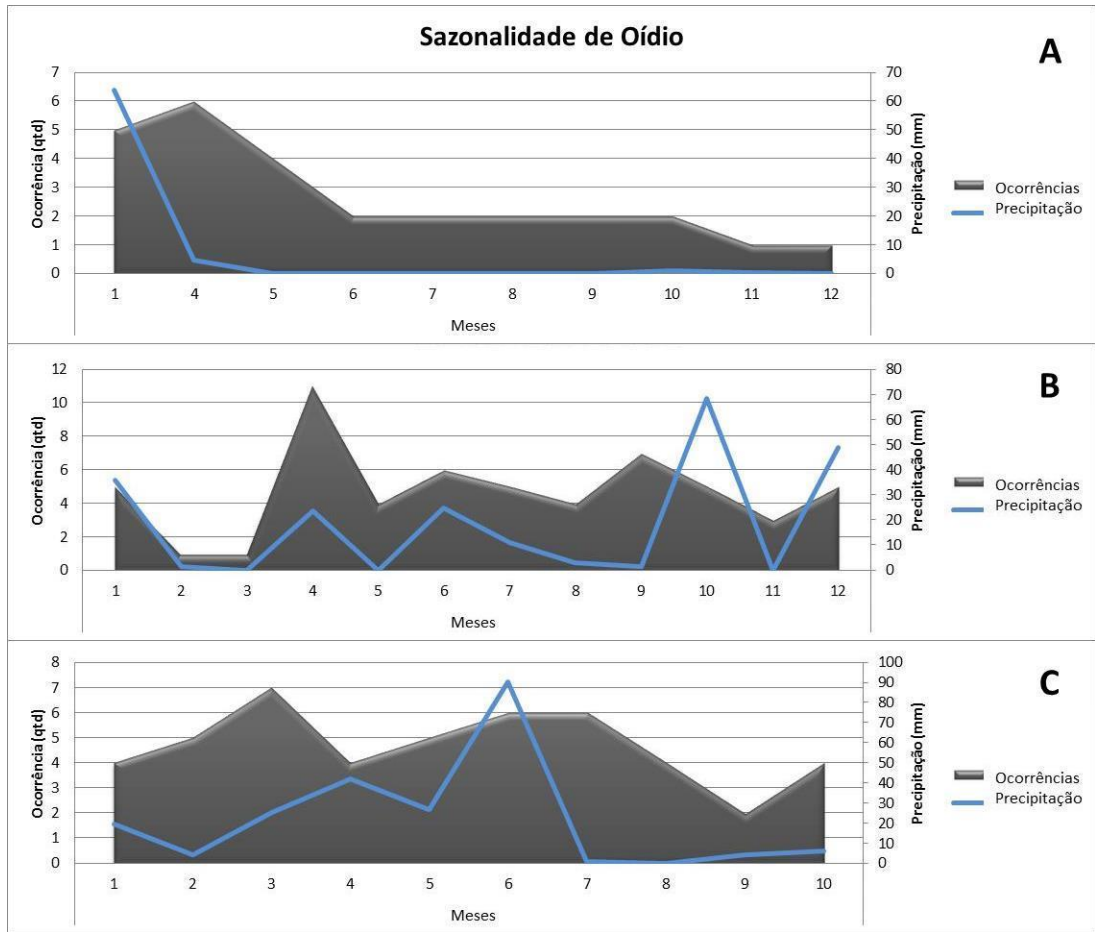 Sazonalidade de Oídio
A
Ocorrência (qtd)
7
6
5
4
3
2
1
0
70
60
50
40
30
20
10
0
Precipitação (mm)
1 4 5 6 7 8 9 10 11 12
Meses
Ocorrências
Precipitação
B
Ocorrência (qtd)
12
10
8
6
4
2
0
80
70
60
50
40
30
20
10
0
Precipitação (mm)
1 2 3 4 5 6 7 8 9 10 11 12
Meses
Ocorrências
Precipitação
C
Ocorrência (qtd)
8
7
6
5
4
3
2
1
0
100
90
80
70
60
50
40
30
20
10
0
Precipitação (mm)
1 2 3 4 5 6 7 8 9 10
Meses
Ocorrências
Precipitação